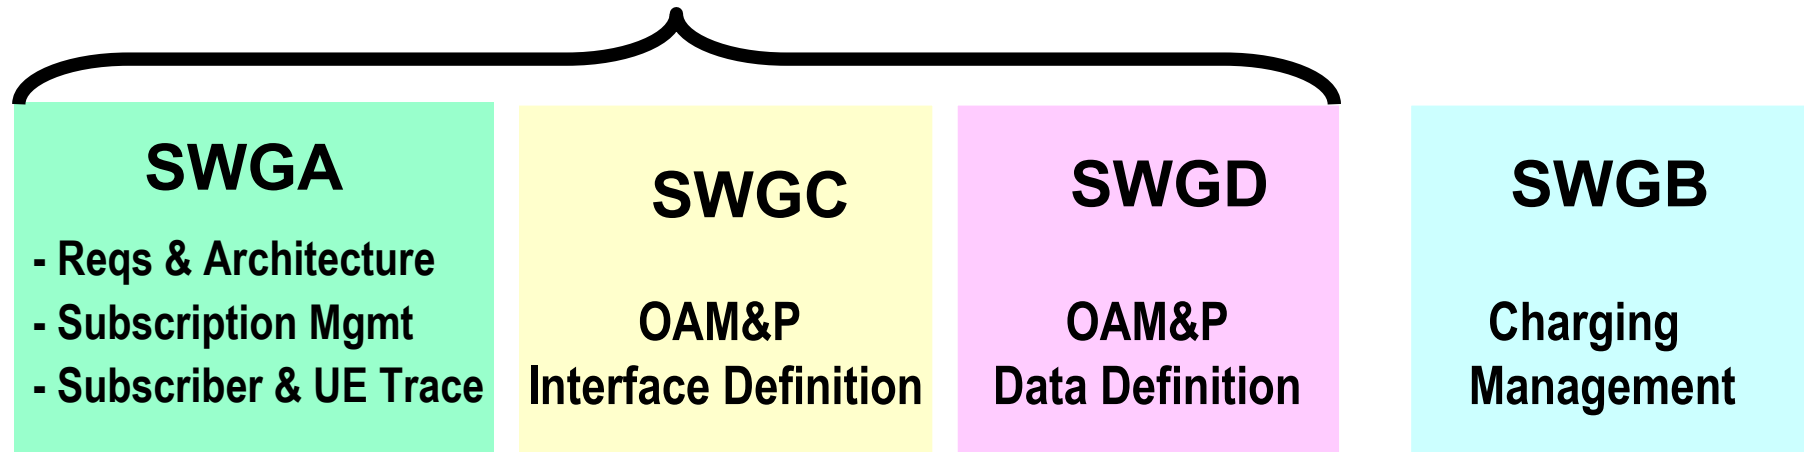 SWGA
- Reqs & Architecture
- Subscription Mgmt
- Subscriber & UE Trace
SWGC
OAM&P
Interface Definition
SWGD
OAM&P
Data Definition
SWGB
Charging
Management